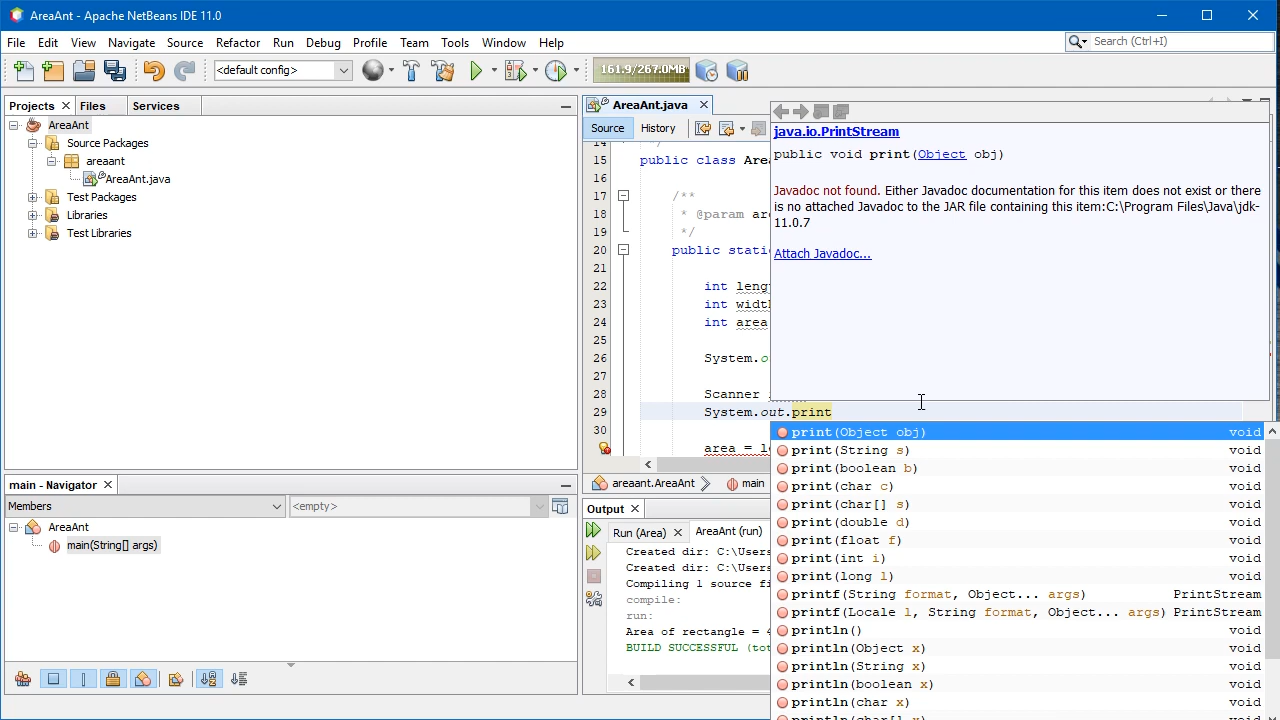 AreaAnt - Apache NetBeans IDE 11.0
File Edit View Navigate Source Refactor Run Debug Profile Team Tools Window Help
Search (Ctrl+I)
<default config>
161.9/267.0MB
Projects Files Services
AreaAnt
Source Packages
areaant
AreaAnt.java
Test Packages
Libraries
Test Libraries
main - Navigator
Members
<empty>
AreaAnt
main(String[] args)
AreaAnt.java
Source History
14 */
15 public class Area
16
17 /**
18 * @param ar
19 */
20 public stati
21
22 int leng
23 int widt
24 int area
25
26 System.o
27
28 Scanner
29 System.out.print
30
area = l
java.io.PrintStream
public void print(Object obj)
Javadoc not found. Either Javadoc documentation for this item does not exist or there
is no attached Javadoc to the JAR file containing this item:C:\Program Files\Java\jdk-
11.0.7
Attach Javadoc...
print(Object obj) void
print(String s) void
print(boolean b) void
print(char c) void
print(char[] s) void
print(double d) void
print(float f) void
print(int i) void
print(long l) void
printf(String format, Object... args) PrintStream
printf(Locale l, String format, Object... args) PrintStream
println() void
println(Object x) void
println(String x) void
println(boolean x) void
println(char x) void
println(char[] x) void
areaant.AreaAnt main
Output
Run (Area) AreaAnt (run)
Created dir: C:\Users
Created dir: C:\Users
Compiling 1 source fi
compile:
run:
Area of rectangle = 4
BUILD SUCCESSFUL (tot